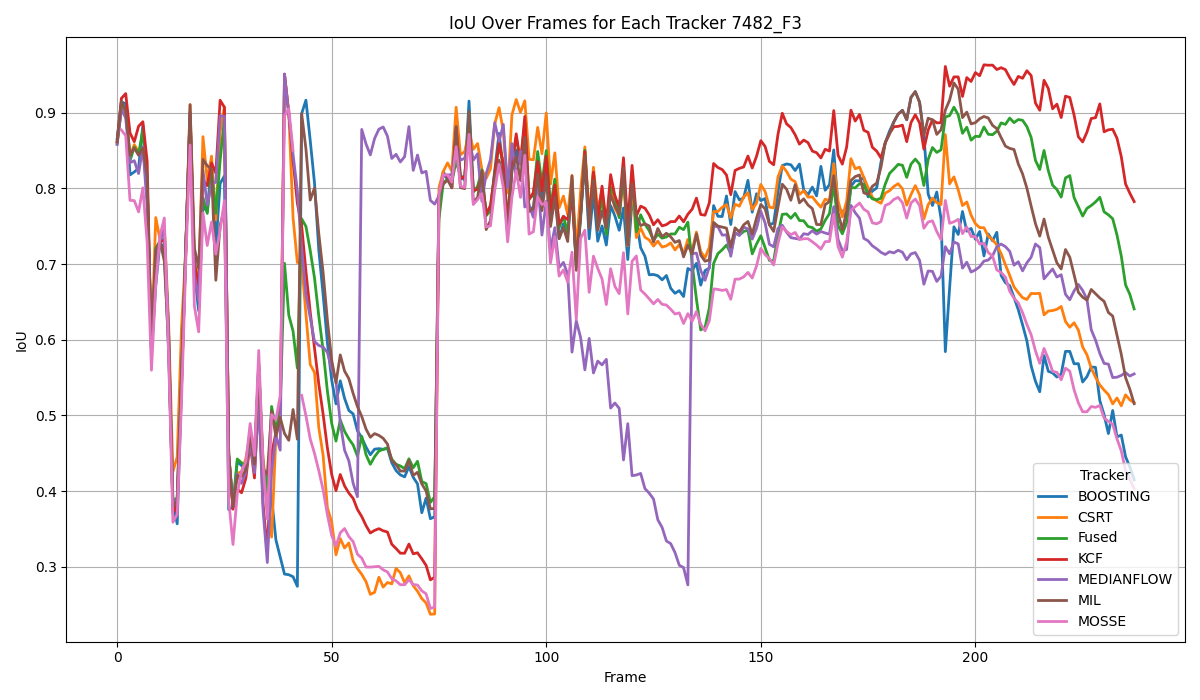 IoU Over Frames for Each Tracker 7482_F3
0.9
0.8
0.7
0.6
0.5
0.4
0.3
IoU
0 50 100 150 200
Frame
Tracker
BOOSTING
CSRT
Fused
KCF
MEDIANFLOW
MIL
MOSSE